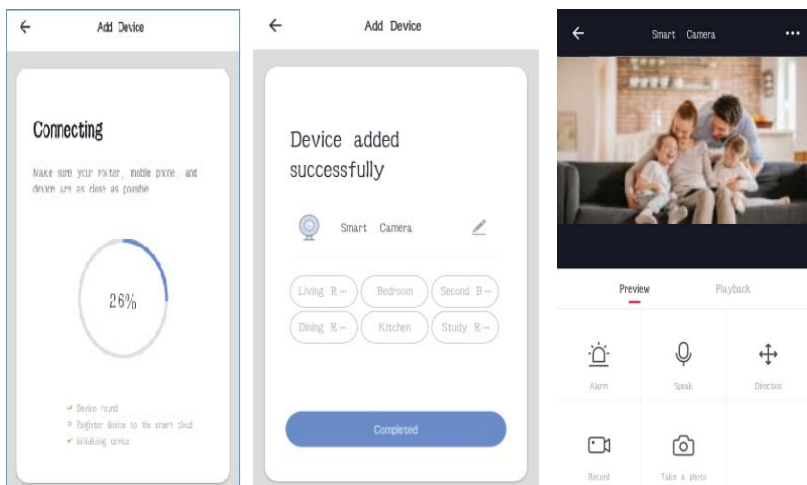 Add Device
Connecting
Make sure your router, mobile phone, and
device are as close as possible
26%
Device found
Register device to the smart cloud
Initializing device
Add Device
Device added
successfully
Smart Camera
Living R...
Bedroom
Second B...
Dining R...
Kitchen
Study R...
Completed
Smart Camera
Preview
Playback
Alarm
Speak
Direction
Record
Take a photo